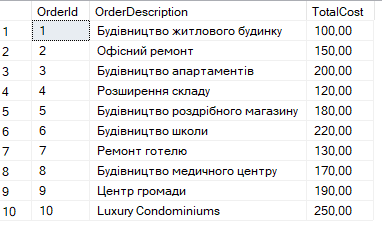 OrderId OrderDescription TotalCost
1 1 Будівництво житлового будинку 100,00
2 2 Офісний ремонт 150,00
3 3 Будівництво апартаментів 200,00
4 4 Розширення складу 120,00
5 5 Будівництво роздрібного магазину 180,00
6 6 Будівництво школи 220,00
7 7 Ремонт готелю 130,00
8 8 Будівництво медичного центру 170,00
9 9 Центр громади 190,00
10 10 Luxury Condominiums 250,00